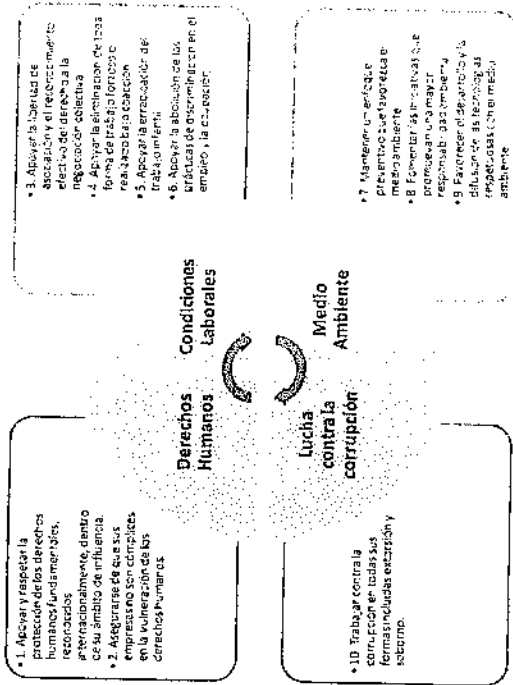 • 1. Apoyar y respetar la
protección de los derechos
humanos fundamentales,
reconocidos
internacionalmente, dentro
de su ámbito de influencia.
• 2. Asegurarse de que sus
empresas no son cómplices
en la vulneración de los
derechos humanos.
• 3. Apoyar la libertad de
asociación y el reconocimiento
efectivo del derecho a la
negociación colectiva
• 4. Apoyar la eliminación de toda
forma de trabajo forzoso o
realizado bajo coacción
• 5. Apoyar la erradicación del
trabajo infantil
• 6. Apoyar la abolición de las
prácticas de discriminación en el
empleo y la ocupación.
Derechos
Humanos
Condiciones
Laborales
Lucha
contra la
corrupción
Medio
Ambiente
• 10 Trabajar contra la
corrupción en todas sus
formas incluidas extorsión y
soborno.
• 7 Mantener un enfoque
preventivo que favorezca el
medio ambiente
• 8 Fomentar las iniciativas que
promuevan una mayor
responsabilidad ambiental
• 9. Favorecer el desarrollo y la
difusión de las tecnologías
respetuosas con el medio
ambiente